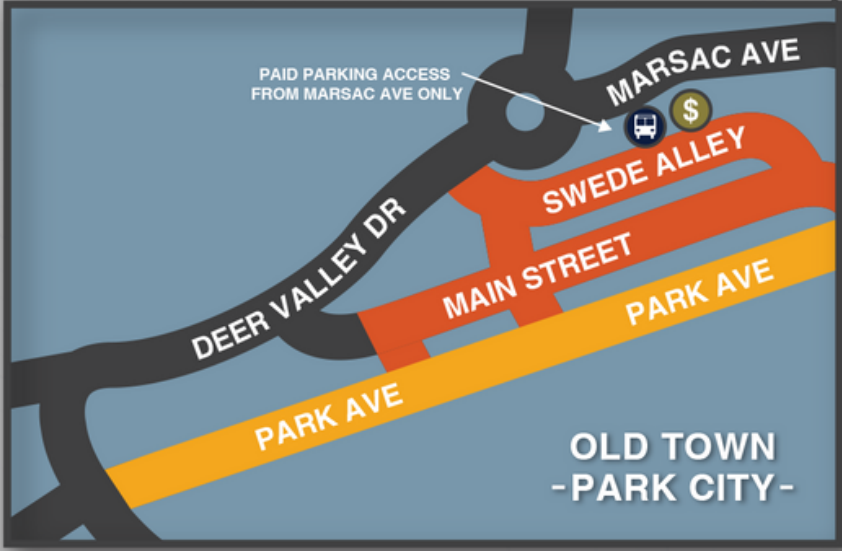 PAID PARKING ACCESS
FROM MARSAC AVE ONLY
MARSAC AVE
$
SWEDE ALLEY
DEER VALLEY DR
MAIN STREET
PARK AVE
PARK AVE
OLD TOWN
-PARK CITY-